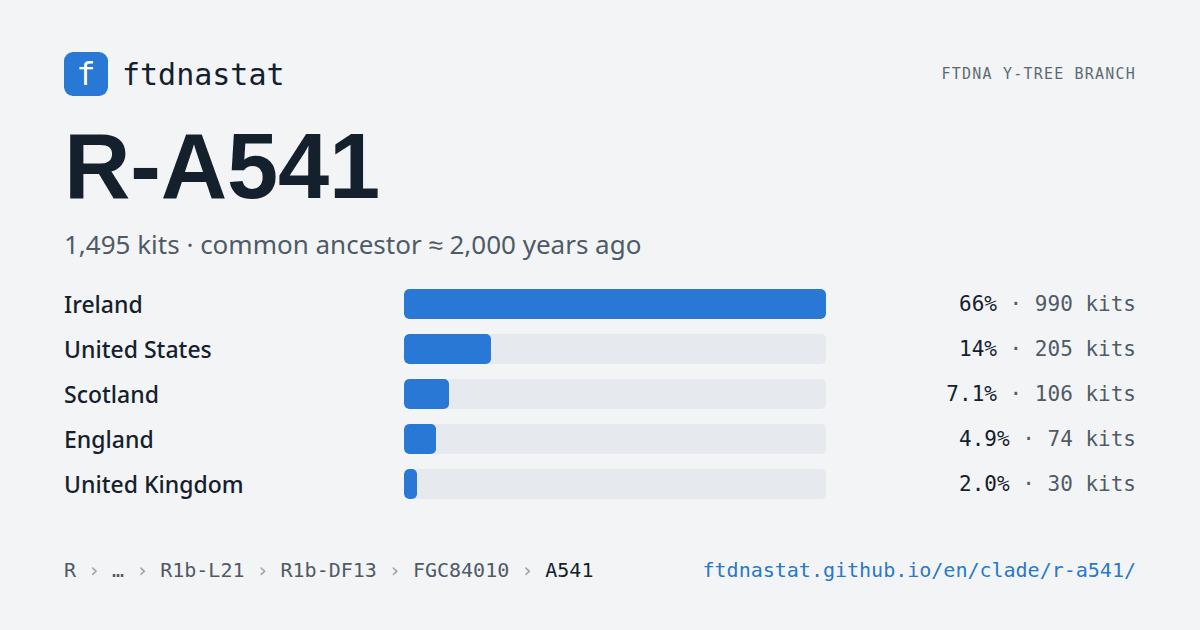 f ftdnastat
FTDNA Y-TREE BRANCH
R-A541
1,495 kits · common ancestor ≈ 2,000 years ago
Ireland 66% · 990 kits
United States 14% · 205 kits
Scotland 7.1% · 106 kits
England 4.9% · 74 kits
United Kingdom 2.0% · 30 kits
R › … › R1b-L21 › R1b-DF13 › FGC84010 › A541
ftdnastat.github.io/en/clade/r-a541/